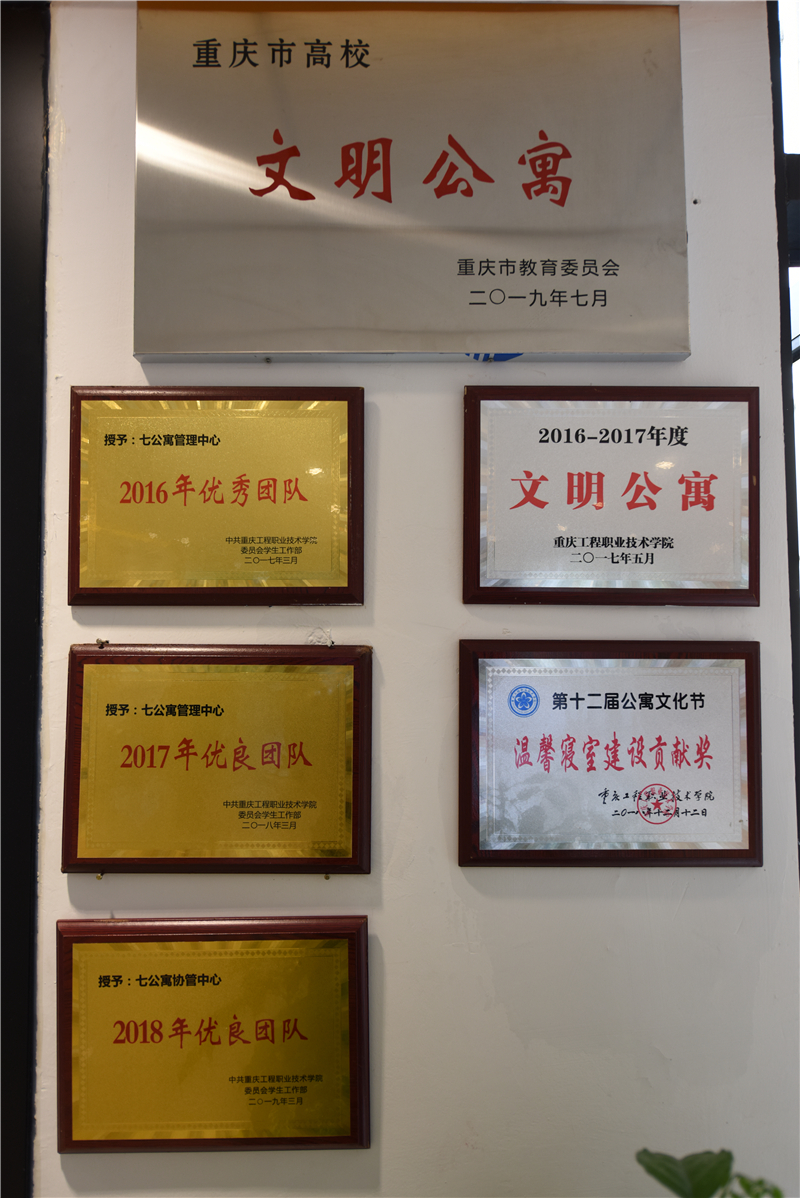 重庆市高校
文明公寓
重庆市教育委员会
二〇一九年七月
授予：七公寓管理中心
2016年优秀团队
中共重庆工程职业技术学院
委员会学生工作部
二〇一七年三月
2016-2017年度
文明公寓
重庆工程职业技术学院
二〇一七年五月
授予：七公寓管理中心
2017年优良团队
中共重庆工程职业技术学院
委员会学生工作部
二〇一八年三月
第十二届公寓文化节
温馨寝室建设贡献奖
重庆工程职业技术学院
二〇一八年十二月十二日
授予：七公寓协管中心
2018年优良团队
中共重庆工程职业技术学院
委员会学生工作部
二〇一九年三月